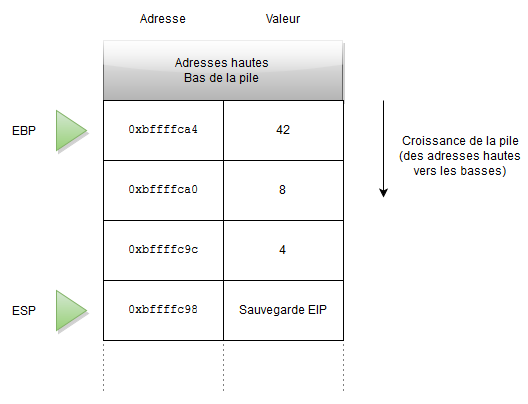 Adresse Valeur
Adresses hautes
Bas de la pile
EBP 0xbffffca4 42
Croissance de la pile
(des adresses hautes
vers les basses)
0xbffffca0 8
0xbffffc9c 4
ESP 0xbffffc98 Sauvegarde EIP